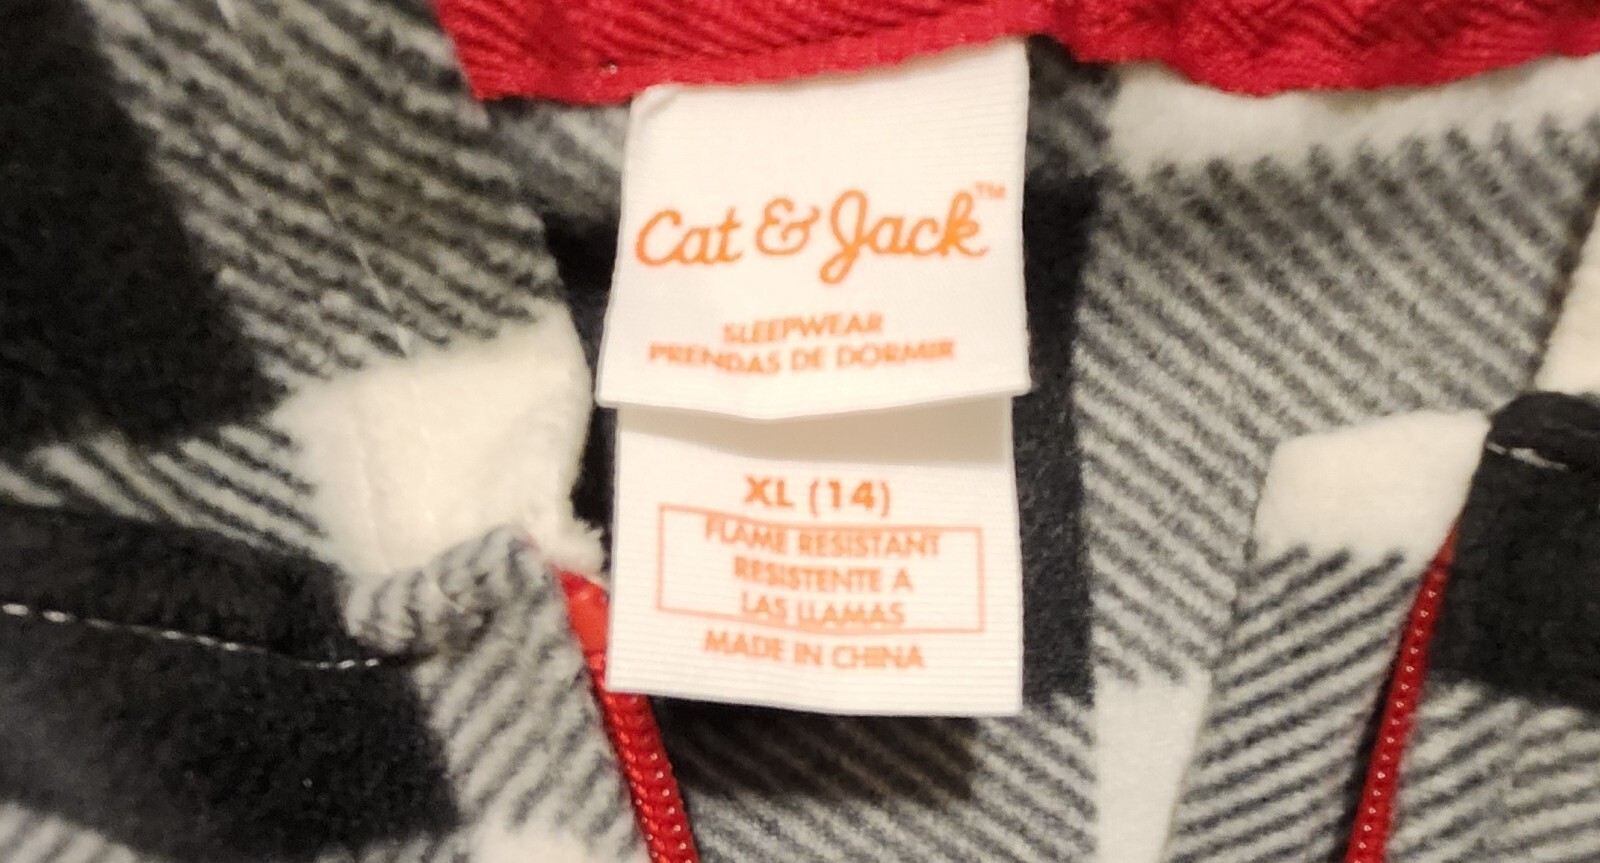 Cat & Jack™
SLEEPWEAR
PRENDAS DE DORMIR
XL (14)
FLAME RESISTANT
RESISTENTE A
LAS LLAMAS
MADE IN CHINA